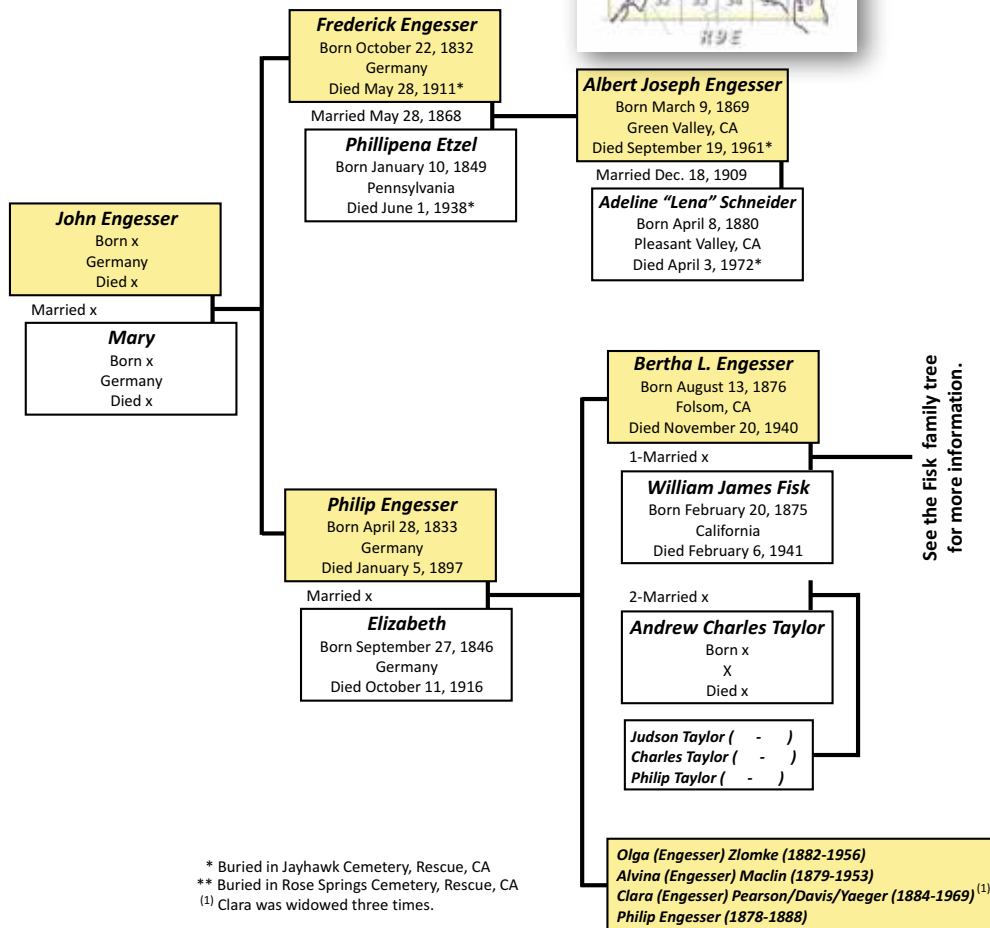 R9E
Frederick Engesser
Born October 22, 1832
Germany
Died May 28, 1911*
Married May 28, 1868
Phillipena Etzel
Born January 10, 1849
Pennsylvania
Died June 1, 1938*
Albert Joseph Engesser
Born March 9, 1869
Green Valley, CA
Died September 19, 1961*
Married Dec. 18, 1909
Adeline “Lena” Schneider
Born April 8, 1880
Pleasant Valley, CA
Died April 3, 1972*
John Engesser
Born x
Germany
Died x
Married x
Mary
Born x
Germany
Died x
Philip Engesser
Born April 28, 1833
Germany
Died January 5, 1897
Married x
Elizabeth
Born September 27, 1846
Germany
Died October 11, 1916
Bertha L. Engesser
Born August 13, 1876
Folsom, CA
Died November 20, 1940
1-Married x
William James Fisk
Born February 20, 1875
California
Died February 6, 1941
See the Fisk family tree
for more information.
2-Married x
Andrew Charles Taylor
Born x
X
Died x
Judson Taylor ( - )
Charles Taylor ( - )
Philip Taylor ( - )
Olga (Engesser) Zlomke (1882-1956)
Alvina (Engesser) Maclin (1879-1953)
Clara (Engesser) Pearson/Davis/Yaeger (1884-1969) (1)
Philip Engesser (1878-1888)
* Buried in Jayhawk Cemetery, Rescue, CA
** Buried in Rose Springs Cemetery, Rescue, CA
(1) Clara was widowed three times.